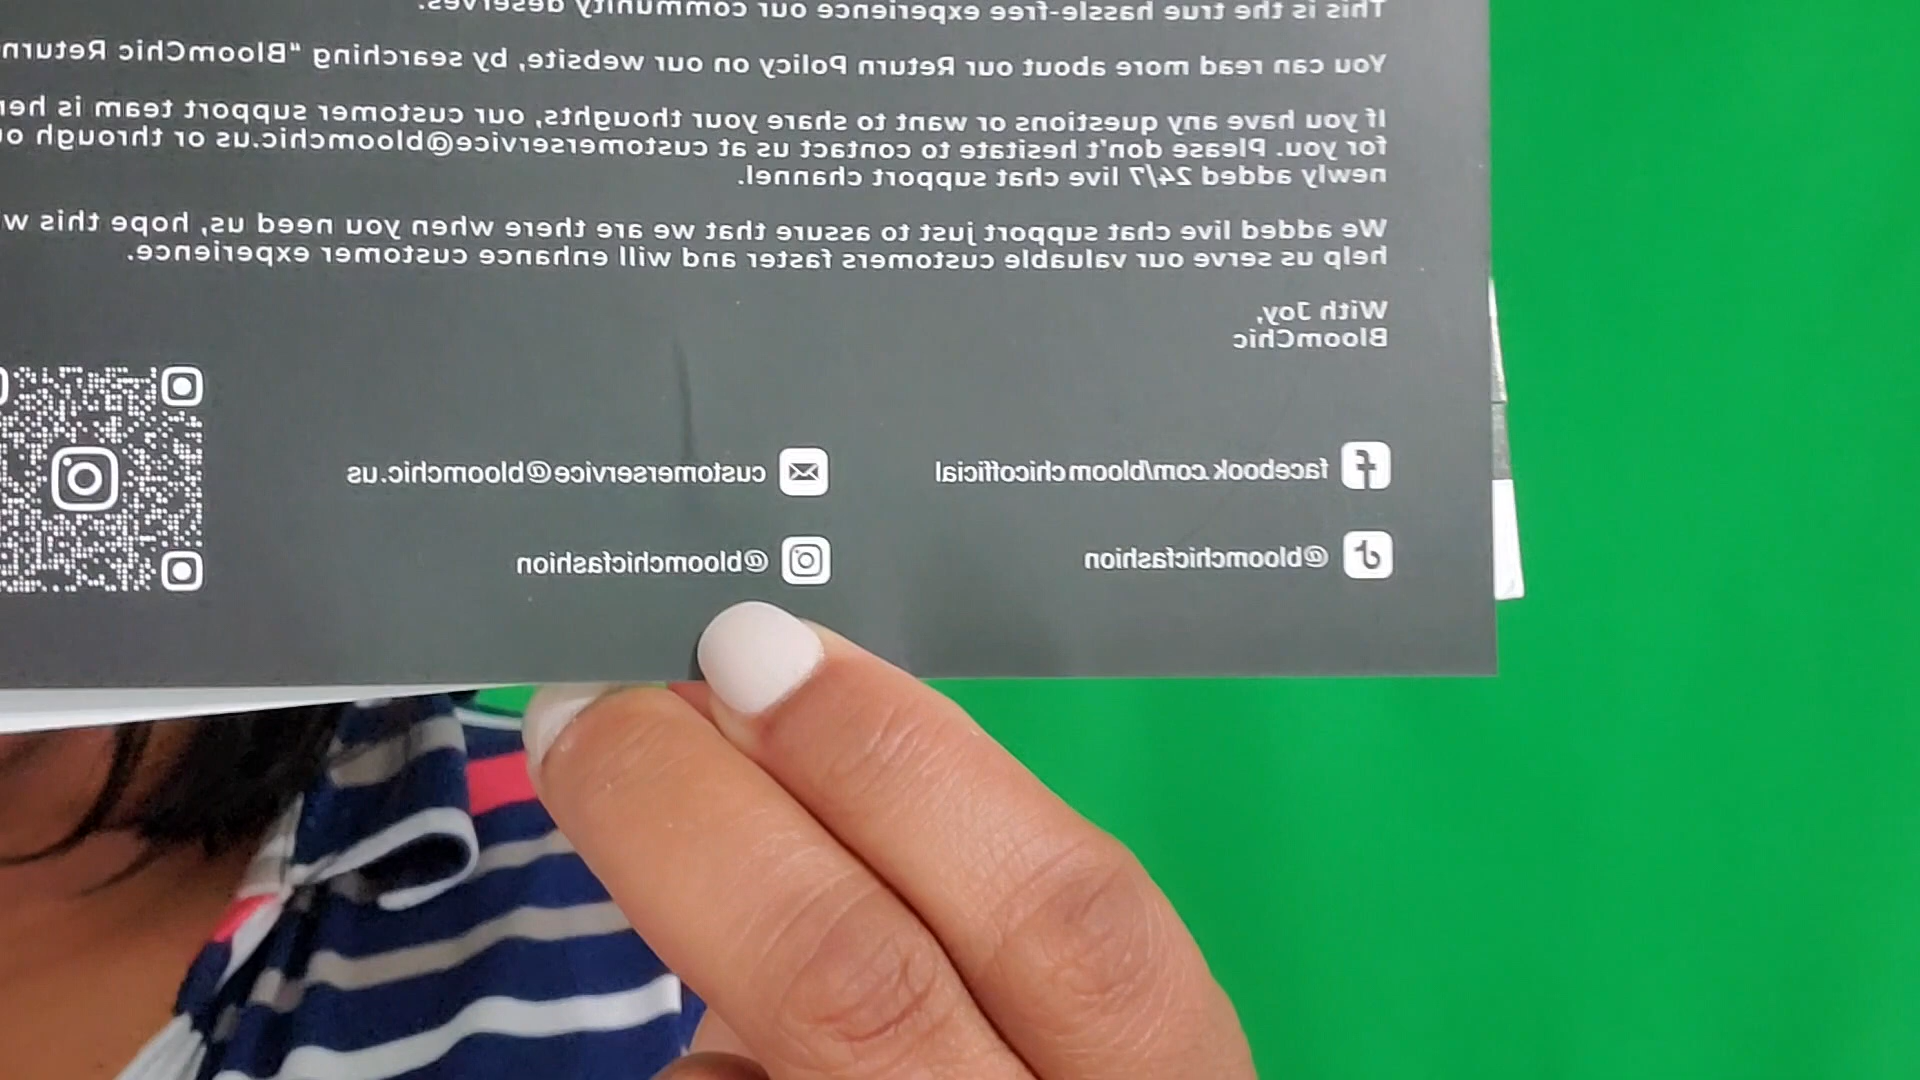 This is the true hassle-free experience our community deserves.
You can read more about our Return Policy on our website, by searching “BloomChic Return
If you have any questions or want to share your thoughts, our customer support team is
for you. Please don't hesitate to contact us at customerservice@bloomchic.us or through
newly added 24/7 live chat support channel.
We added live chat support just to assure that we are there when you need us, hope this
help us serve our valuable customers faster and will enhance customer experience.
With Joy,
BloomChic
facebook.com/bloomchicofficial
customerservice@bloomchic.us
@bloomchicfashion
@bloomchicfashion